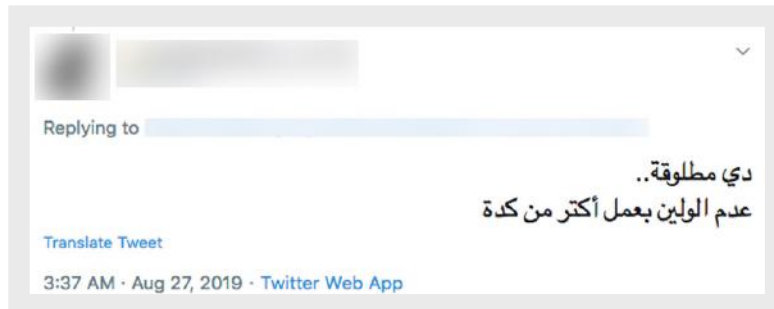 Replying to
دي مطلوقة..
عدم الولين بعمل أكتر من كدة
Translate Tweet
3:37 AM · Aug 27, 2019 · Twitter Web App